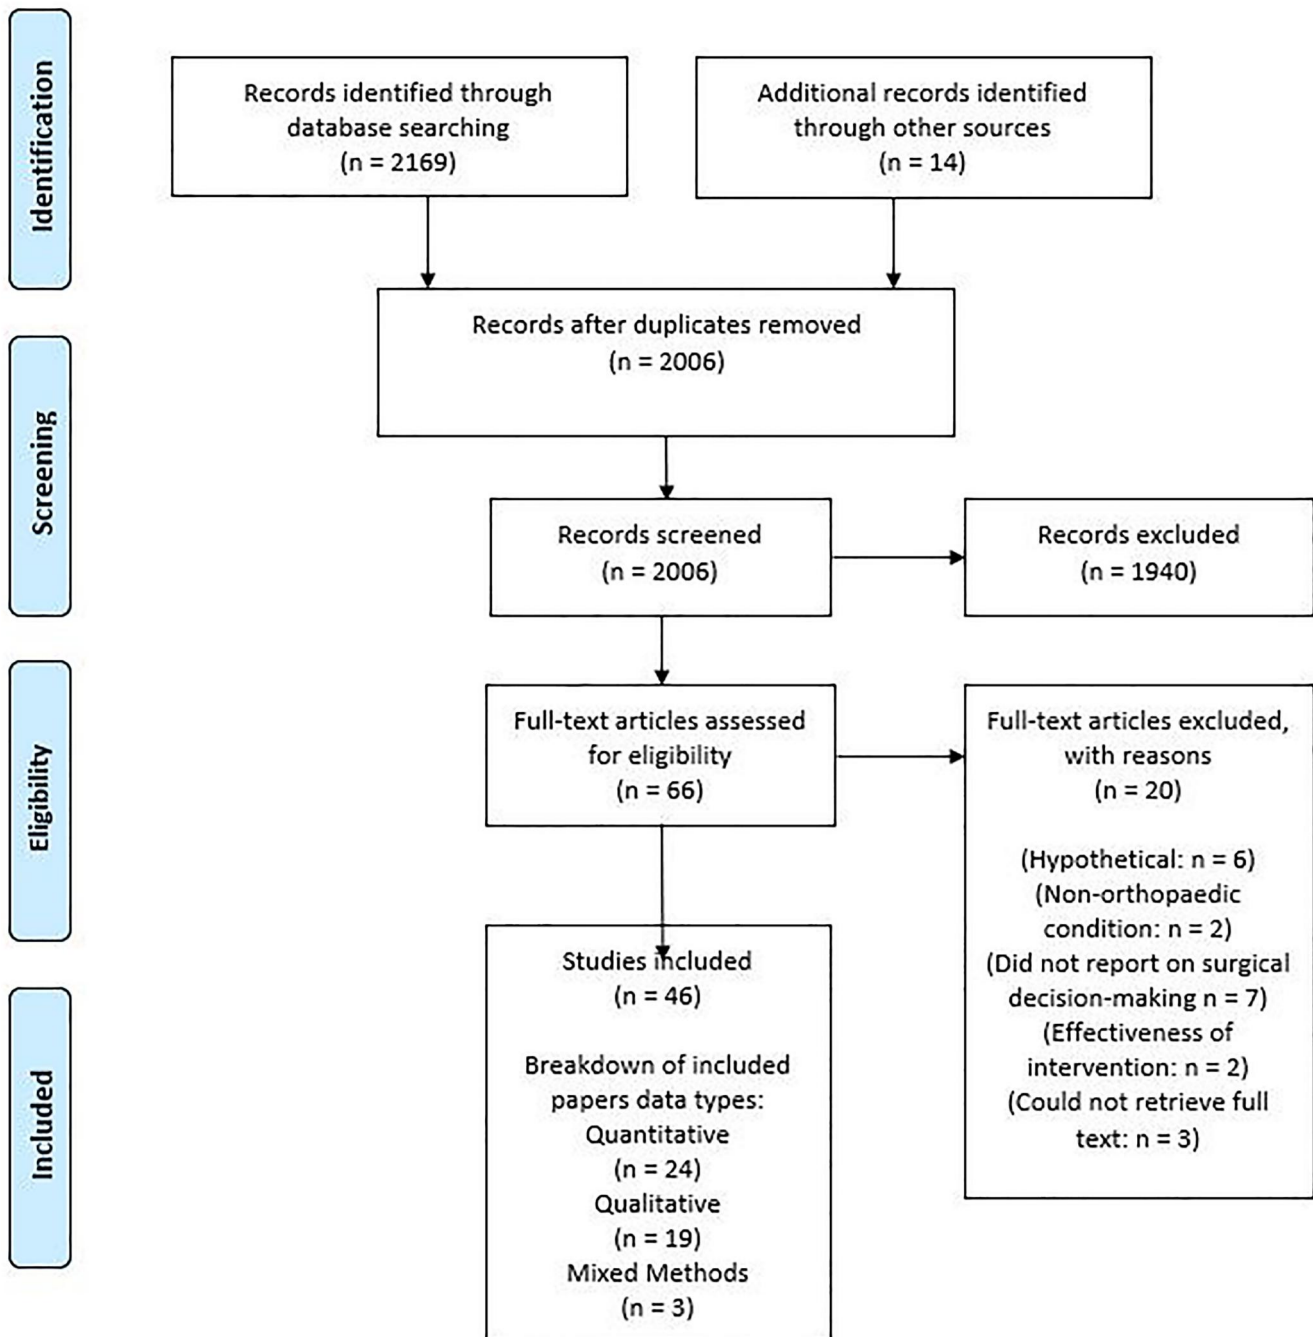 Identification
Records identified through
database searching
(n = 2169)
Additional records identified
through other sources
(n = 14)
Records after duplicates removed
(n = 2006)
Screening
Records screened
(n = 2006)
Records excluded
(n = 1940)
Eligibility
Full-text articles assessed
for eligibility
(n = 66)
Full-text articles excluded,
with reasons
(n = 20)
(Hypothetical: n = 6)
(Non-orthopaedic
condition: n = 2)
(Did not report on surgical
decision-making n = 7)
(Effectiveness of
intervention: n = 2)
(Could not retrieve full
text: n = 3)
Included
Studies included
(n = 46)
Breakdown of included
papers data types:
Quantitative
(n = 24)
Qualitative
(n = 19)
Mixed Methods
(n = 3)